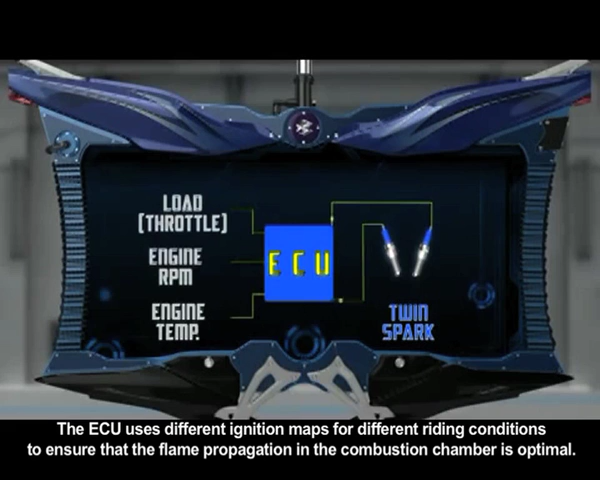 LOAD
(THROTTLE)
ENGINE
RPM
ENGINE
TEMP.
ECU
TWIN
SPARK
The ECU uses different ignition maps for different riding conditions
to ensure that the flame propagation in the combustion chamber is optimal.